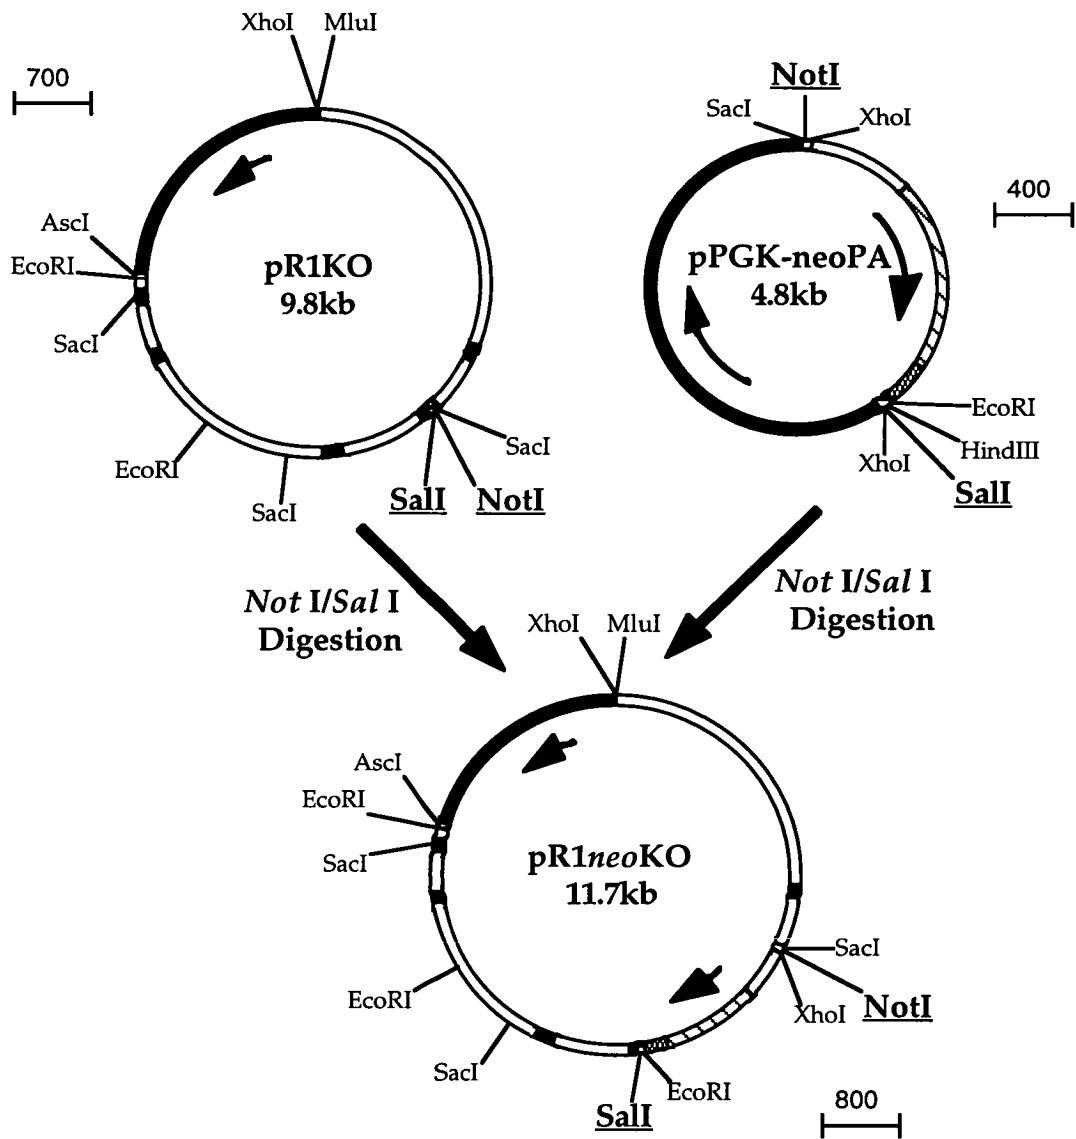 XhoI MluI
700
NotI
SacI
XhoI
400
AscI
EcoRI
SacI
pR1KO
9.8kb
pPGK-neoPA
4.8kb
EcoRI
SacI
SacI
SalI NotI
EcoRI
HindIII
XhoI
SalI
Not I/Sal I
Digestion
Not I/Sal I
Digestion
XhoI MluI
AscI
EcoRI
SacI
pR1neoKO
11.7kb
SacI
NotI
XhoI
EcoRI
SacI
EcoRI
SalI
800